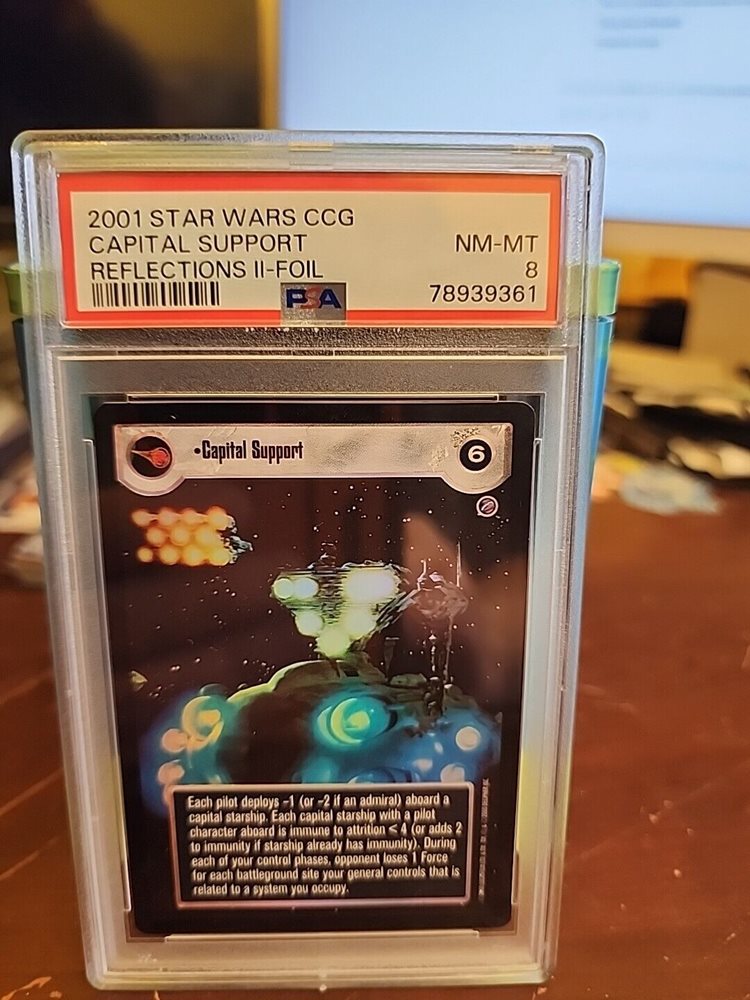 2001 STAR WARS CCG
CAPITAL SUPPORT
NM-MT
REFLECTIONS II-FOIL
8
PSA
78939361
•Capital Support
6
Each pilot deploys -1 (or -2 if an admiral) aboard a
capital starship. Each capital starship with a pilot
character aboard is immune to attrition < 4 (or adds 2
to immunity if starship already has immunity). During
each of your control phases, opponent loses 1 Force
for each battleground site your general controls that is
related to a system you occupy.